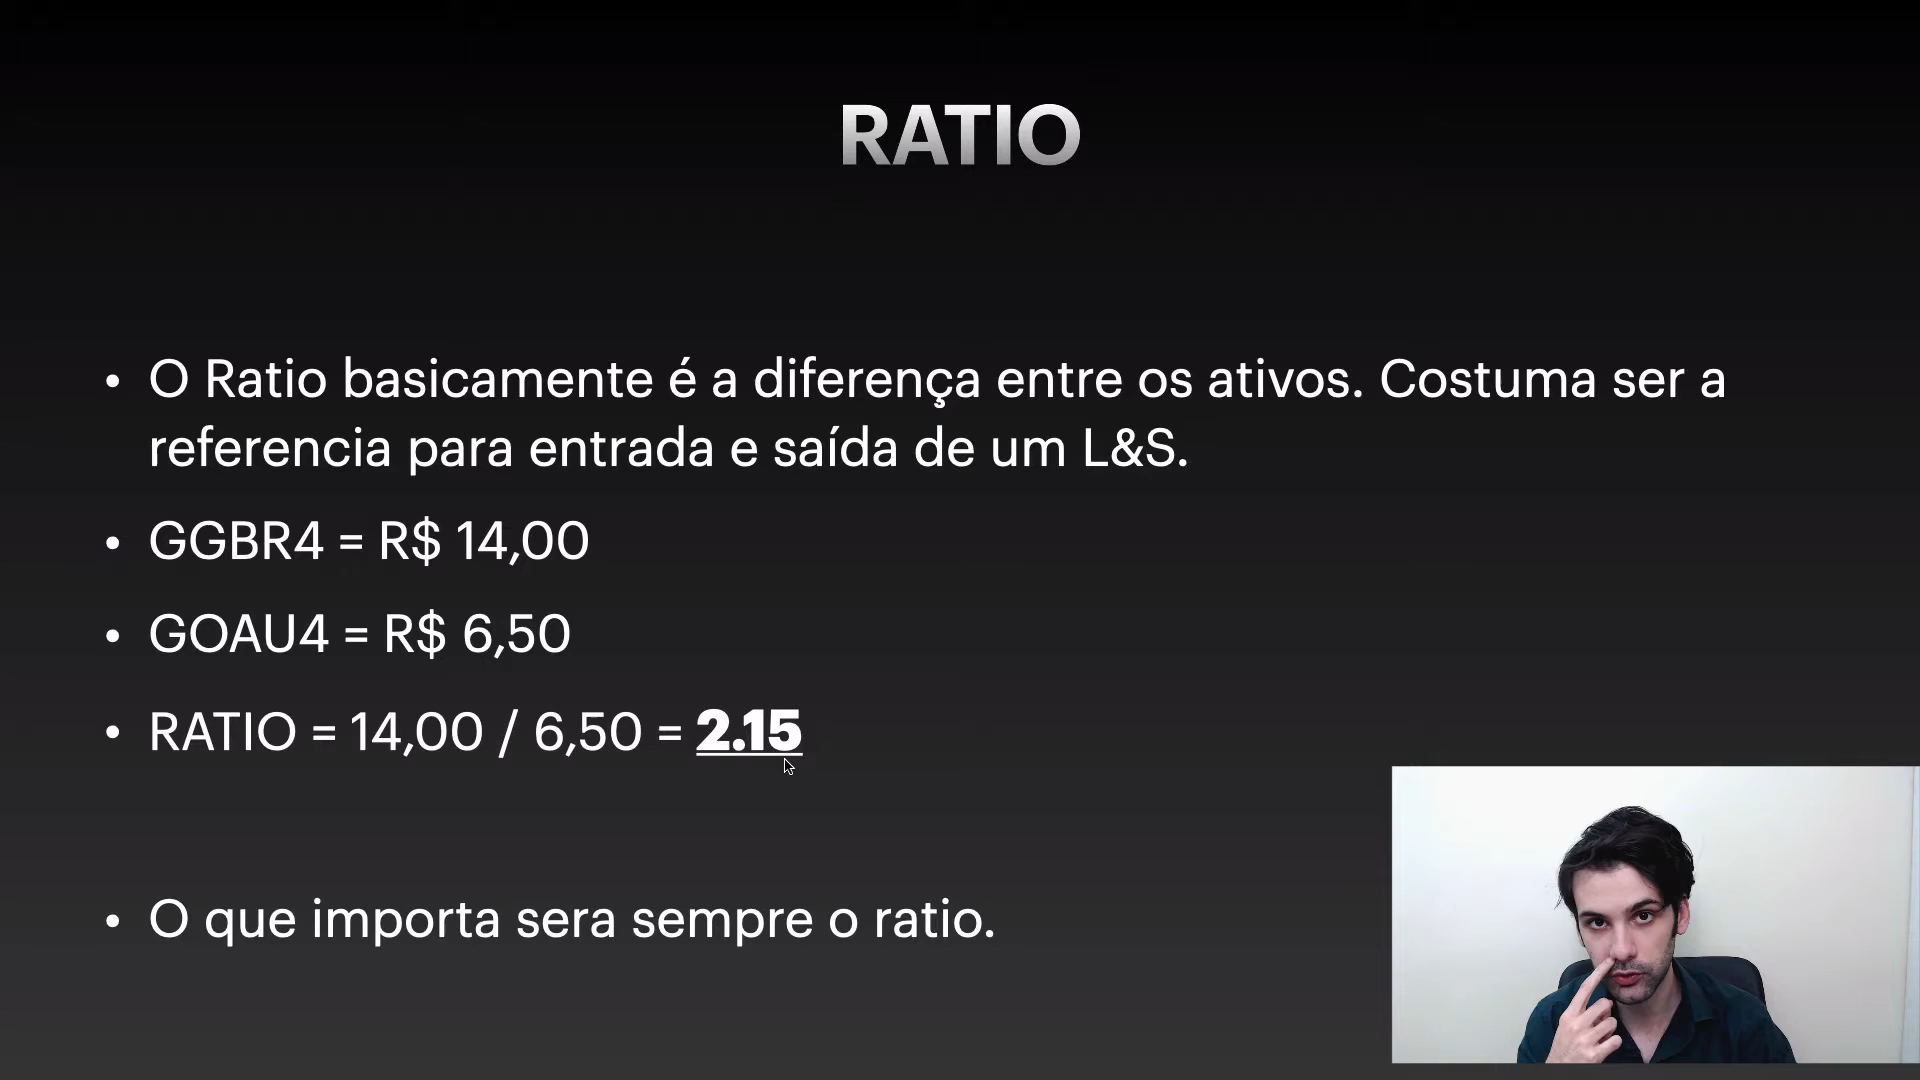 RATIO
• O Ratio basicamente é a diferença entre os ativos. Costuma ser a
referencia para entrada e saída de um L&S.
• GGBR4 = R$ 14,00
• GOAU4 = R$ 6,50
• RATIO = 14,00 / 6,50 = 2.15
• O que importa sera sempre o ratio.